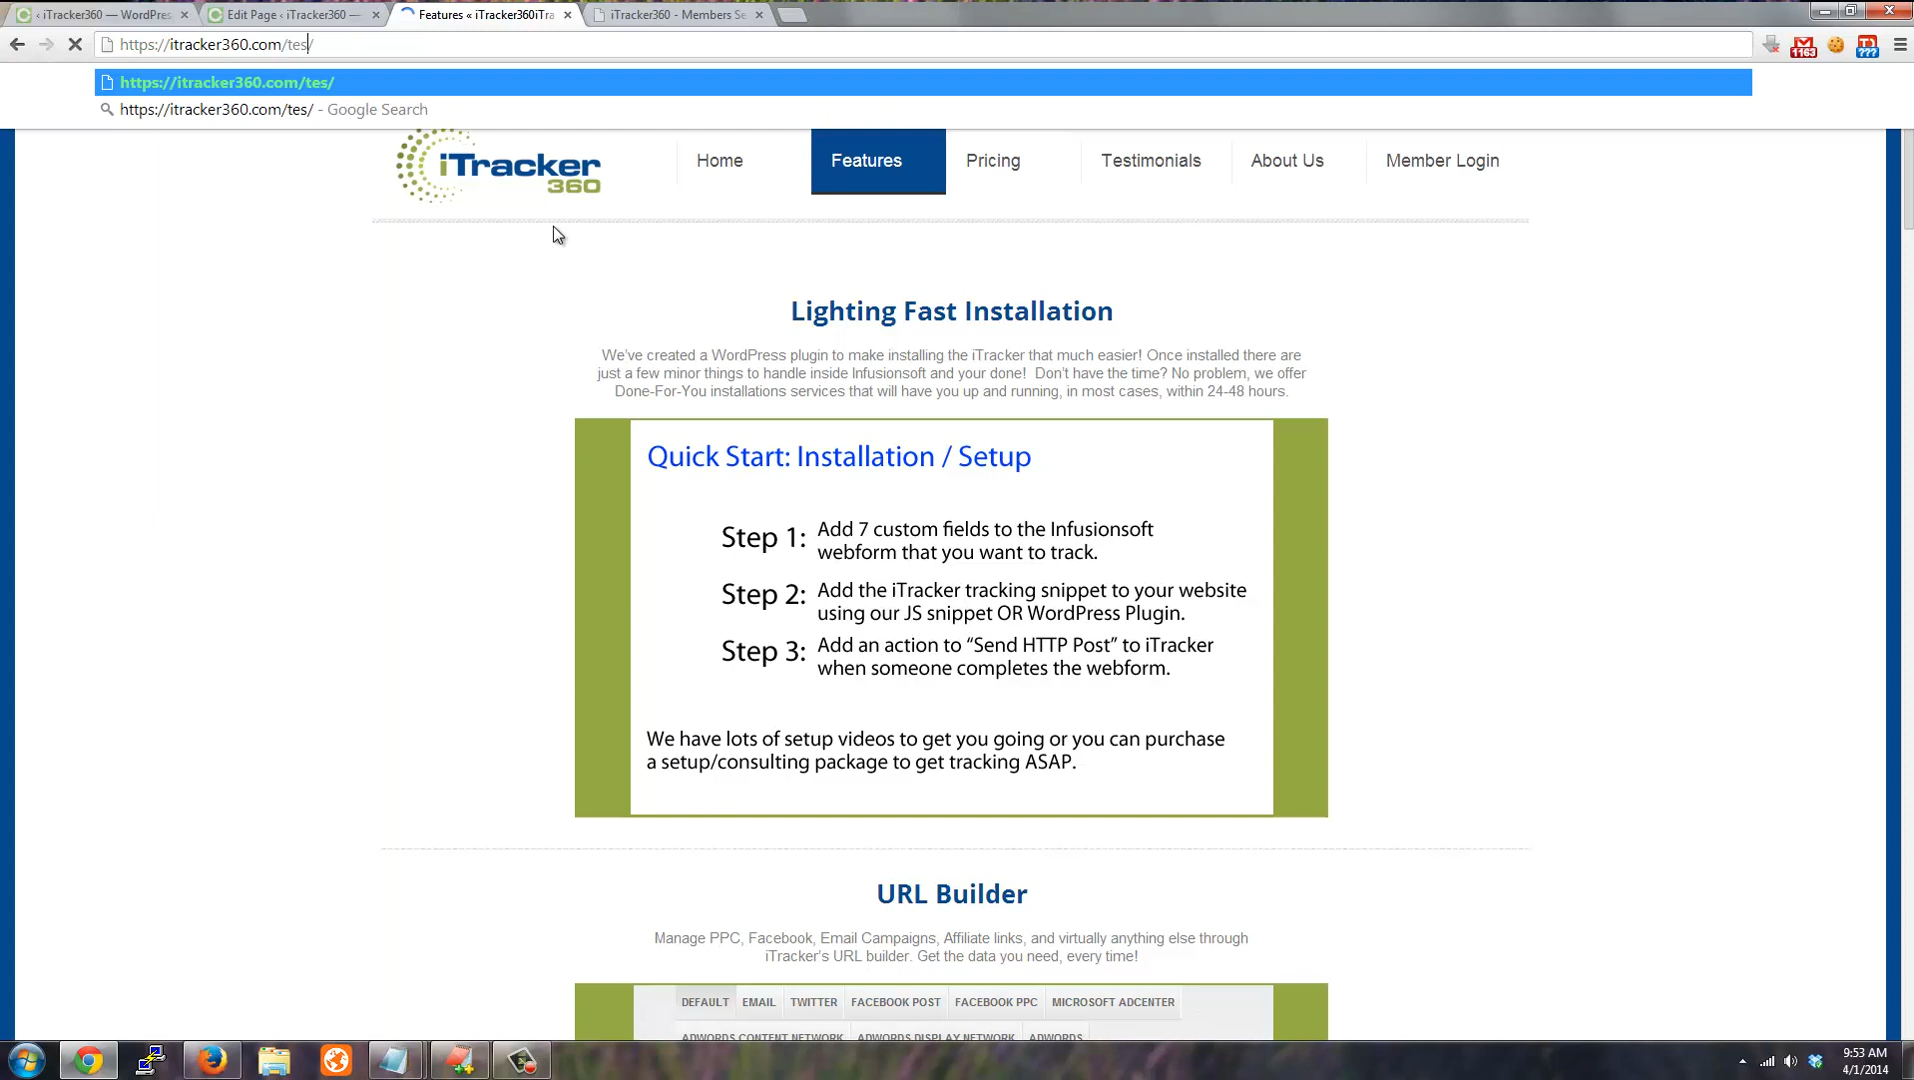 ‹ iTracker360 — WordPres
Edit Page ‹ iTracker360 —
Features « iTracker360iTra
iTracker360 - Members Se
https://itracker360.com/tes/
1163
???
https://itracker360.com/tes/
https://itracker360.com/tes/ - Google Search
iTracker
360
Home
Features
Pricing
Testimonials
About Us
Member Login
Lighting Fast Installation
We've created a WordPress plugin to make installing the iTracker that much easier! Once installed there are
just a few minor things to handle inside Infusionsoft and your done!  Don't have the time? No problem, we offer
Done-For-You installations services that will have you up and running, in most cases, within 24-48 hours.
Quick Start: Installation / Setup
Step 1: Add 7 custom fields to the Infusionsoft
webform that you want to track.
Step 2: Add the iTracker tracking snippet to your website
using our JS snippet OR WordPress Plugin.
Step 3: Add an action to “Send HTTP Post” to iTracker
when someone completes the webform.
We have lots of setup videos to get you going or you can purchase
a setup/consulting package to get tracking ASAP.
URL Builder
Manage PPC, Facebook, Email Campaigns, Affiliate links, and virtually anything else through
iTracker's URL builder. Get the data you need, every time!
DEFAULT EMAIL TWITTER FACEBOOK POST FACEBOOK PPC MICROSOFT ADCENTER
ADWORDS CONTENT NETWORK ADWORDS DISPLAY NETWORK ADWORDS
9:53 AM
4/1/2014